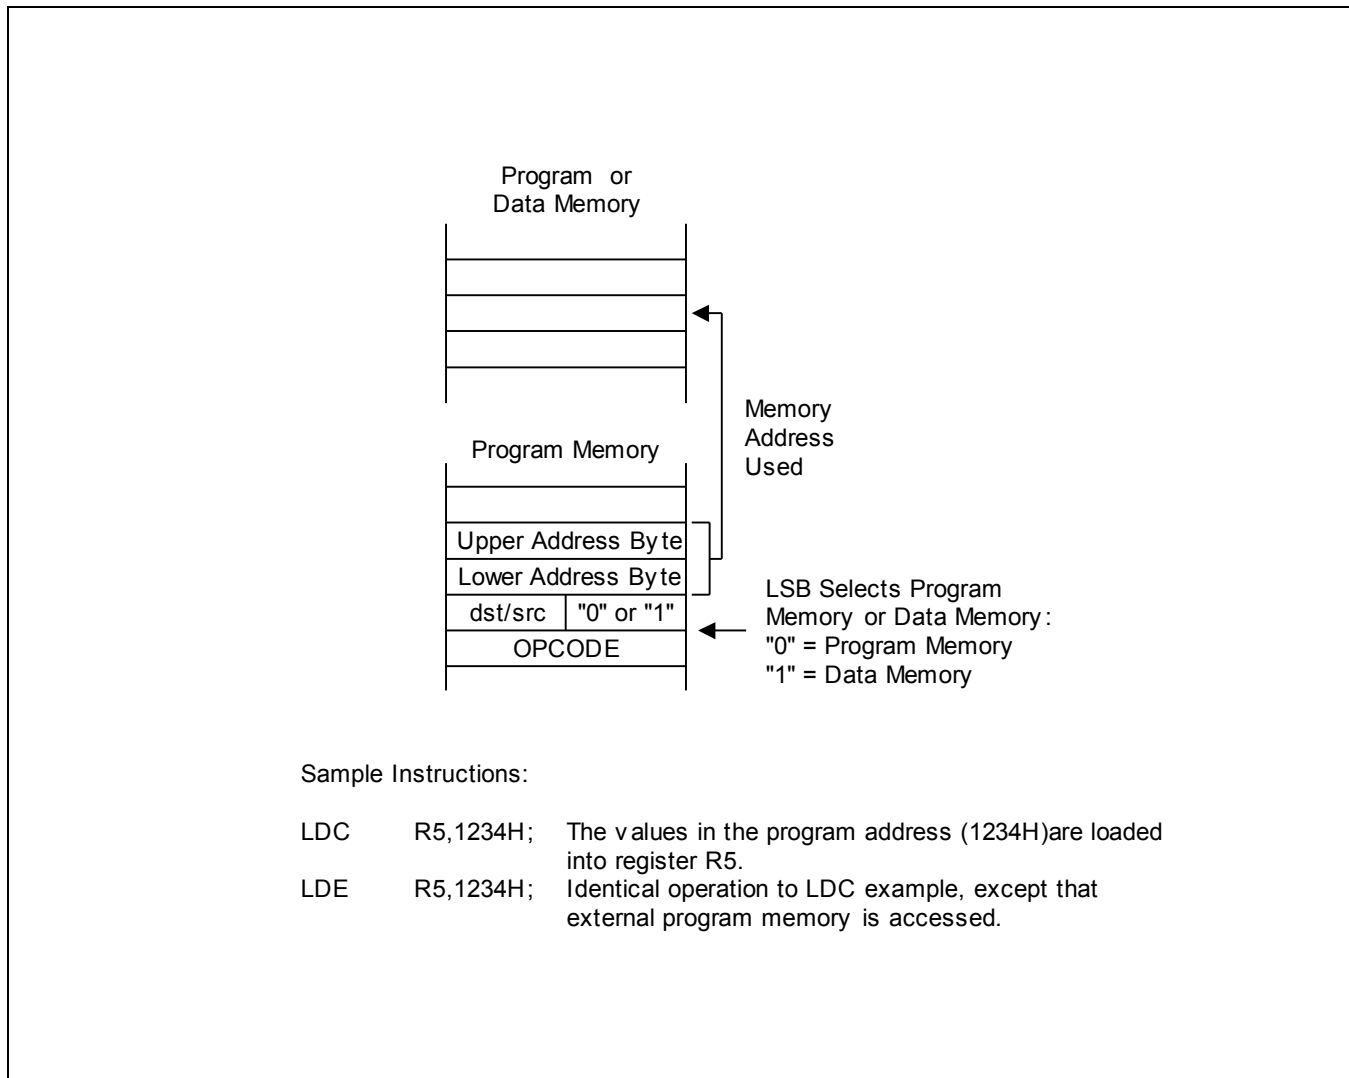 Program or
Data Memory
Memory
Address
Used
Program Memory
Upper Address Byte
Lower Address Byte
dst/src "0" or "1"
OPCODE
LSB Selects Program
Memory or Data Memory:
"0" = Program Memory
"1" = Data Memory
Sample Instructions:
LDC R5,1234H; The values in the program address (1234H)are loaded
into register R5.
LDE R5,1234H; Identical operation to LDC example, except that
external program memory is accessed.